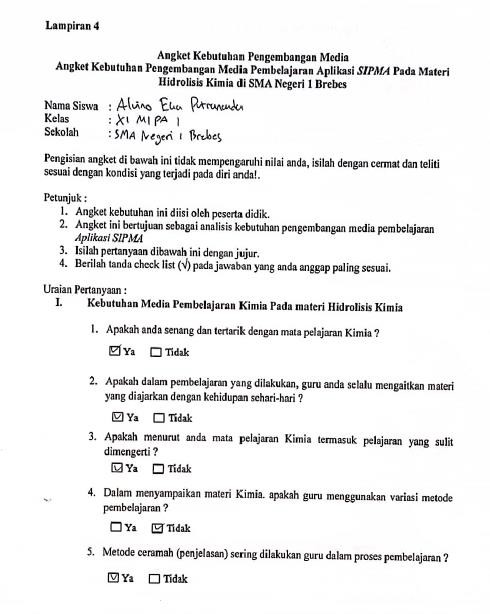 Lampiran 4
Angket Kebutuhan Pengembangan Media
Angket Kebutuhan Pengembangan Media Pembelajaran Aplikasi SIPMA Pada Materi
Hidrolisis Kimia di SMA Negeri 1 Brebes
Nama Siswa :
Kelas : XI MIPA 1
Sekolah : SMA Negeri 1 Brebes
Pengisian angket di bawah ini tidak mempengaruhi nilai anda, isilah dengan cermat dan teliti
sesuai dengan kondisi yang terjadi pada diri anda!.
Petunjuk :
1. Angket kebutuhan ini diisi oleh peserta didik.
2. Angket ini bertujuan sebagai analisis kebutuhan pengembangan media pembelajaran
Aplikasi SIPMA
3. Isilah pertanyaan dibawah ini dengan jujur.
4. Berilah tanda check list (√) pada jawaban yang anda anggap paling sesuai.
Uraian Pertanyaan :
I. Kebutuhan Media Pembelajaran Kimia Pada materi Hidrolisis Kimia
1. Apakah anda senang dan tertarik dengan mata pelajaran Kimia ?
☑ Ya ☐ Tidak
2. Apakah dalam pembelajaran yang dilakukan, guru anda selalu mengaitkan materi
yang diajarkan dengan kehidupan sehari-hari ?
☑ Ya ☐ Tidak
3. Apakah menurut anda mata pelajaran Kimia termasuk pelajaran yang sulit
dimengerti ?
☑ Ya ☐ Tidak
4. Dalam menyampaikan materi Kimia. apakah guru menggunakan variasi metode
pembelajaran ?
☐ Ya ☑ Tidak
5. Metode ceramah (penjelasan) sering dilakukan guru dalam proses pembelajaran ?
☑ Ya ☐ Tidak